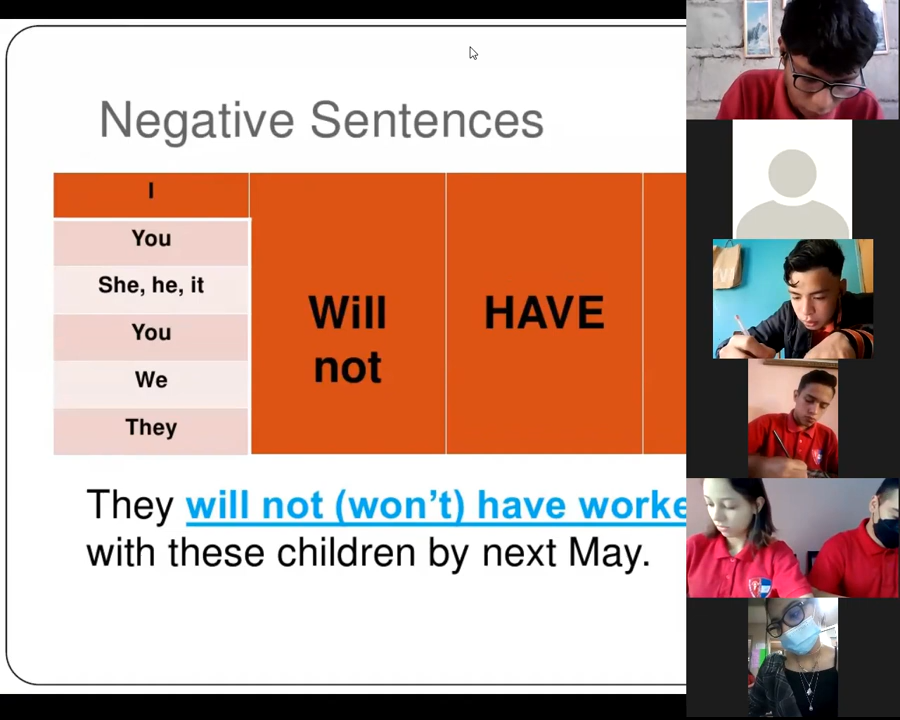 Negative Sentences
I
You
She, he, it
You
We
They
Will
not
HAVE
They will not (won't) have worke
with these children by next May.